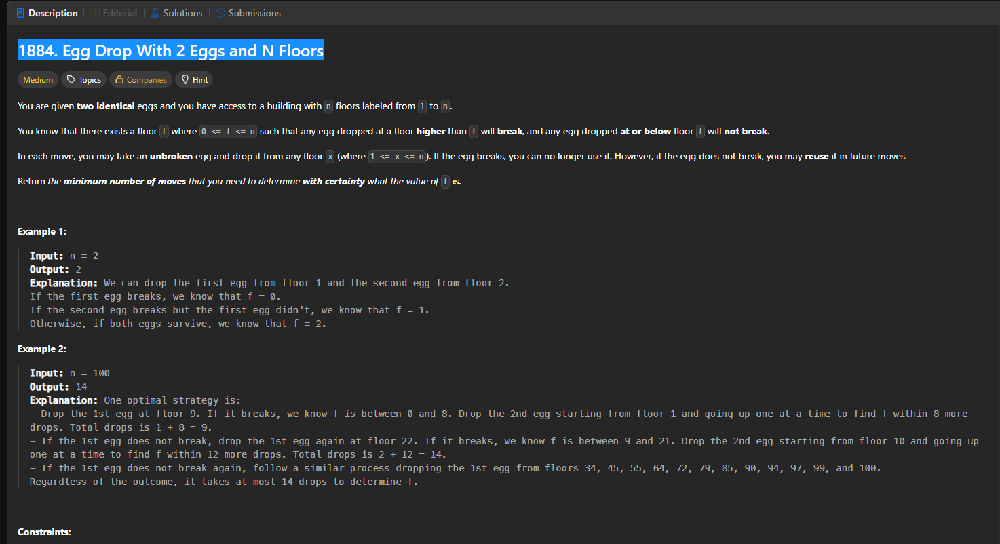 Description | Editorial | Solutions | Submissions
1884. Egg Drop With 2 Eggs and N Floors
Medium Topics Companies Hint
You are given two identical eggs and you have access to a building with n floors labeled from 1 to n.
You know that there exists a floor f where 0 <= f <= n such that any egg dropped at a floor higher than f will break, and any egg dropped at or below floor f will not break.
In each move, you may take an unbroken egg and drop it from any floor x (where 1 <= x <= n). If the egg breaks, you can no longer use it. However, if the egg does not break, you may reuse it in future moves.
Return the minimum number of moves that you need to determine with certainty what the value of f is.
Example 1:
Input: n = 2
Output: 2
Explanation: We can drop the first egg from floor 1 and the second egg from floor 2.
If the first egg breaks, we know that f = 0.
If the second egg breaks but the first egg didn't, we know that f = 1.
Otherwise, if both eggs survive, we know that f = 2.
Example 2:
Input: n = 100
Output: 14
Explanation: One optimal strategy is:
– Drop the 1st egg at floor 9. If it breaks, we know f is between 0 and 8. Drop the 2nd egg starting from floor 1 and going up one at a time to find f within 8 more
drops. Total drops is 1 + 8 = 9.
– If the 1st egg does not break, drop the 1st egg again at floor 22. If it breaks, we know f is between 9 and 21. Drop the 2nd egg starting from floor 10 and going up
one at a time to find f within 12 more drops. Total drops is 2 + 12 = 14.
– If the 1st egg does not break again, follow a similar process dropping the 1st egg from floors 34, 45, 55, 64, 72, 79, 85, 90, 94, 97, 99, and 100.
Regardless of the outcome, it takes at most 14 drops to determine f.
Constraints: